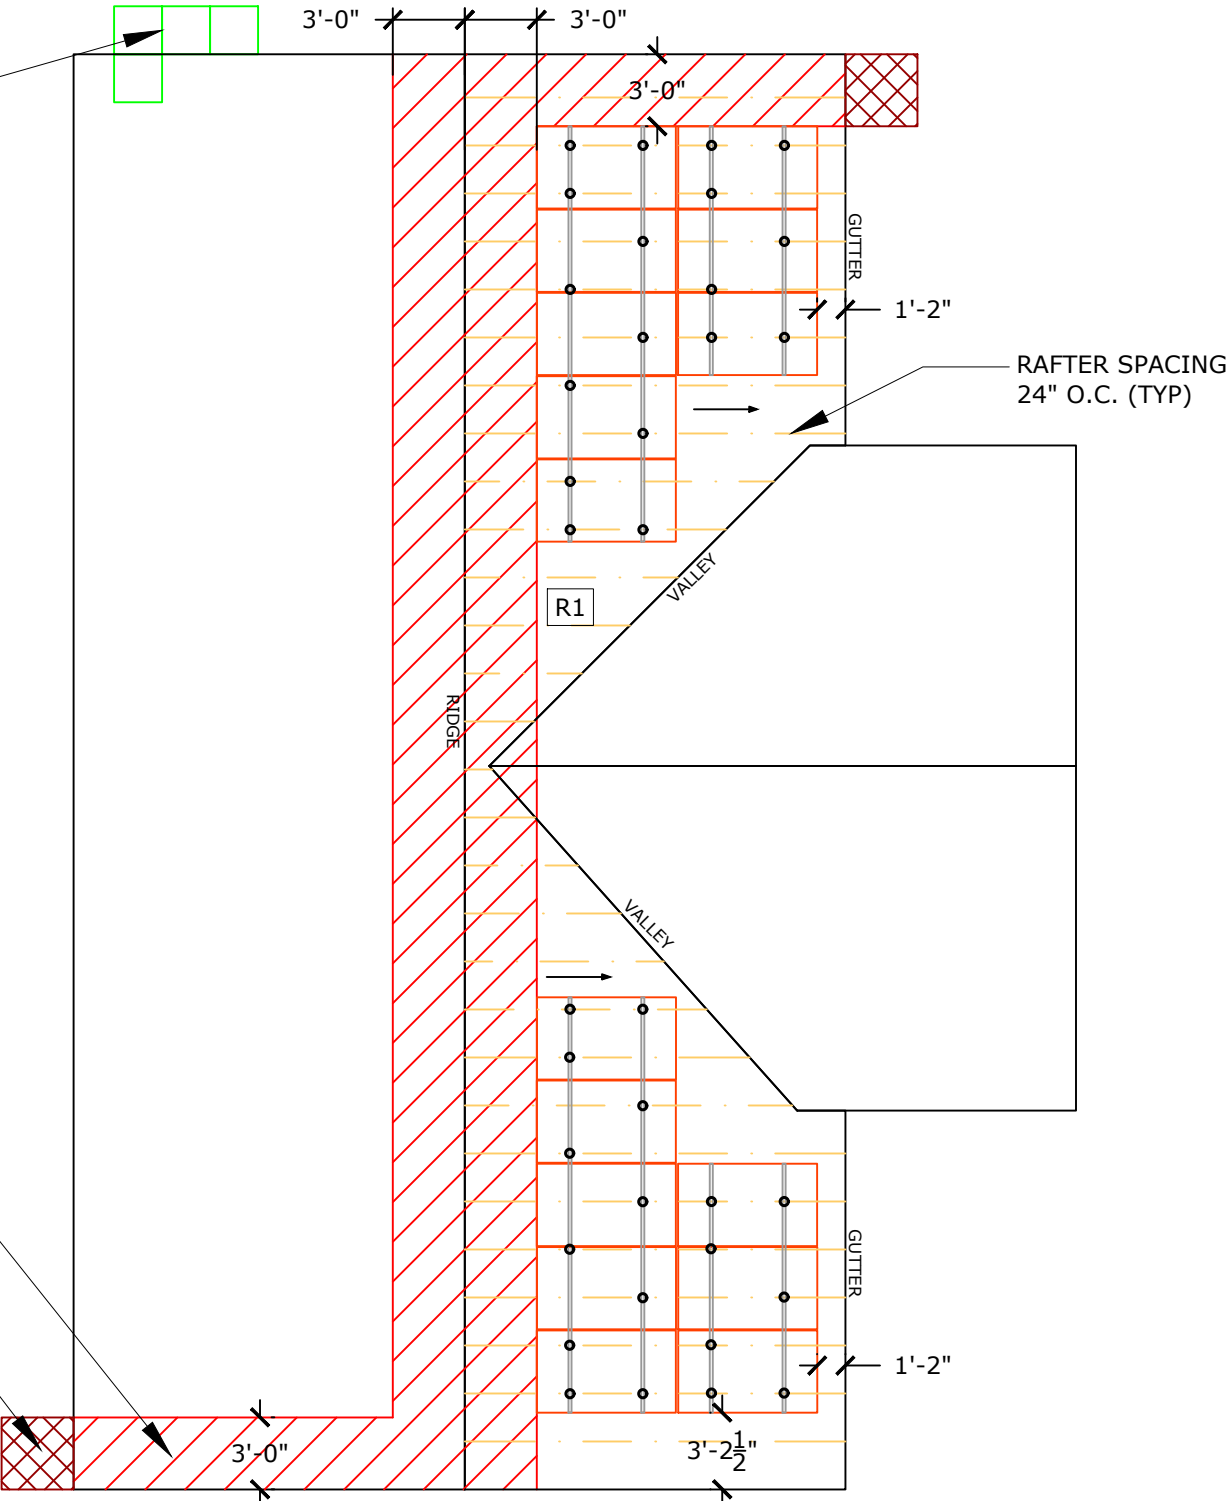 3'-0"
3'-0"
3'-0"
GUTTER
1'-2"
RAFTER SPACING
24" O.C. (TYP)
VALLEY
R1
RIDGE
VALLEY
GUTTER
1'-2"
3'-0"
3'-2½"